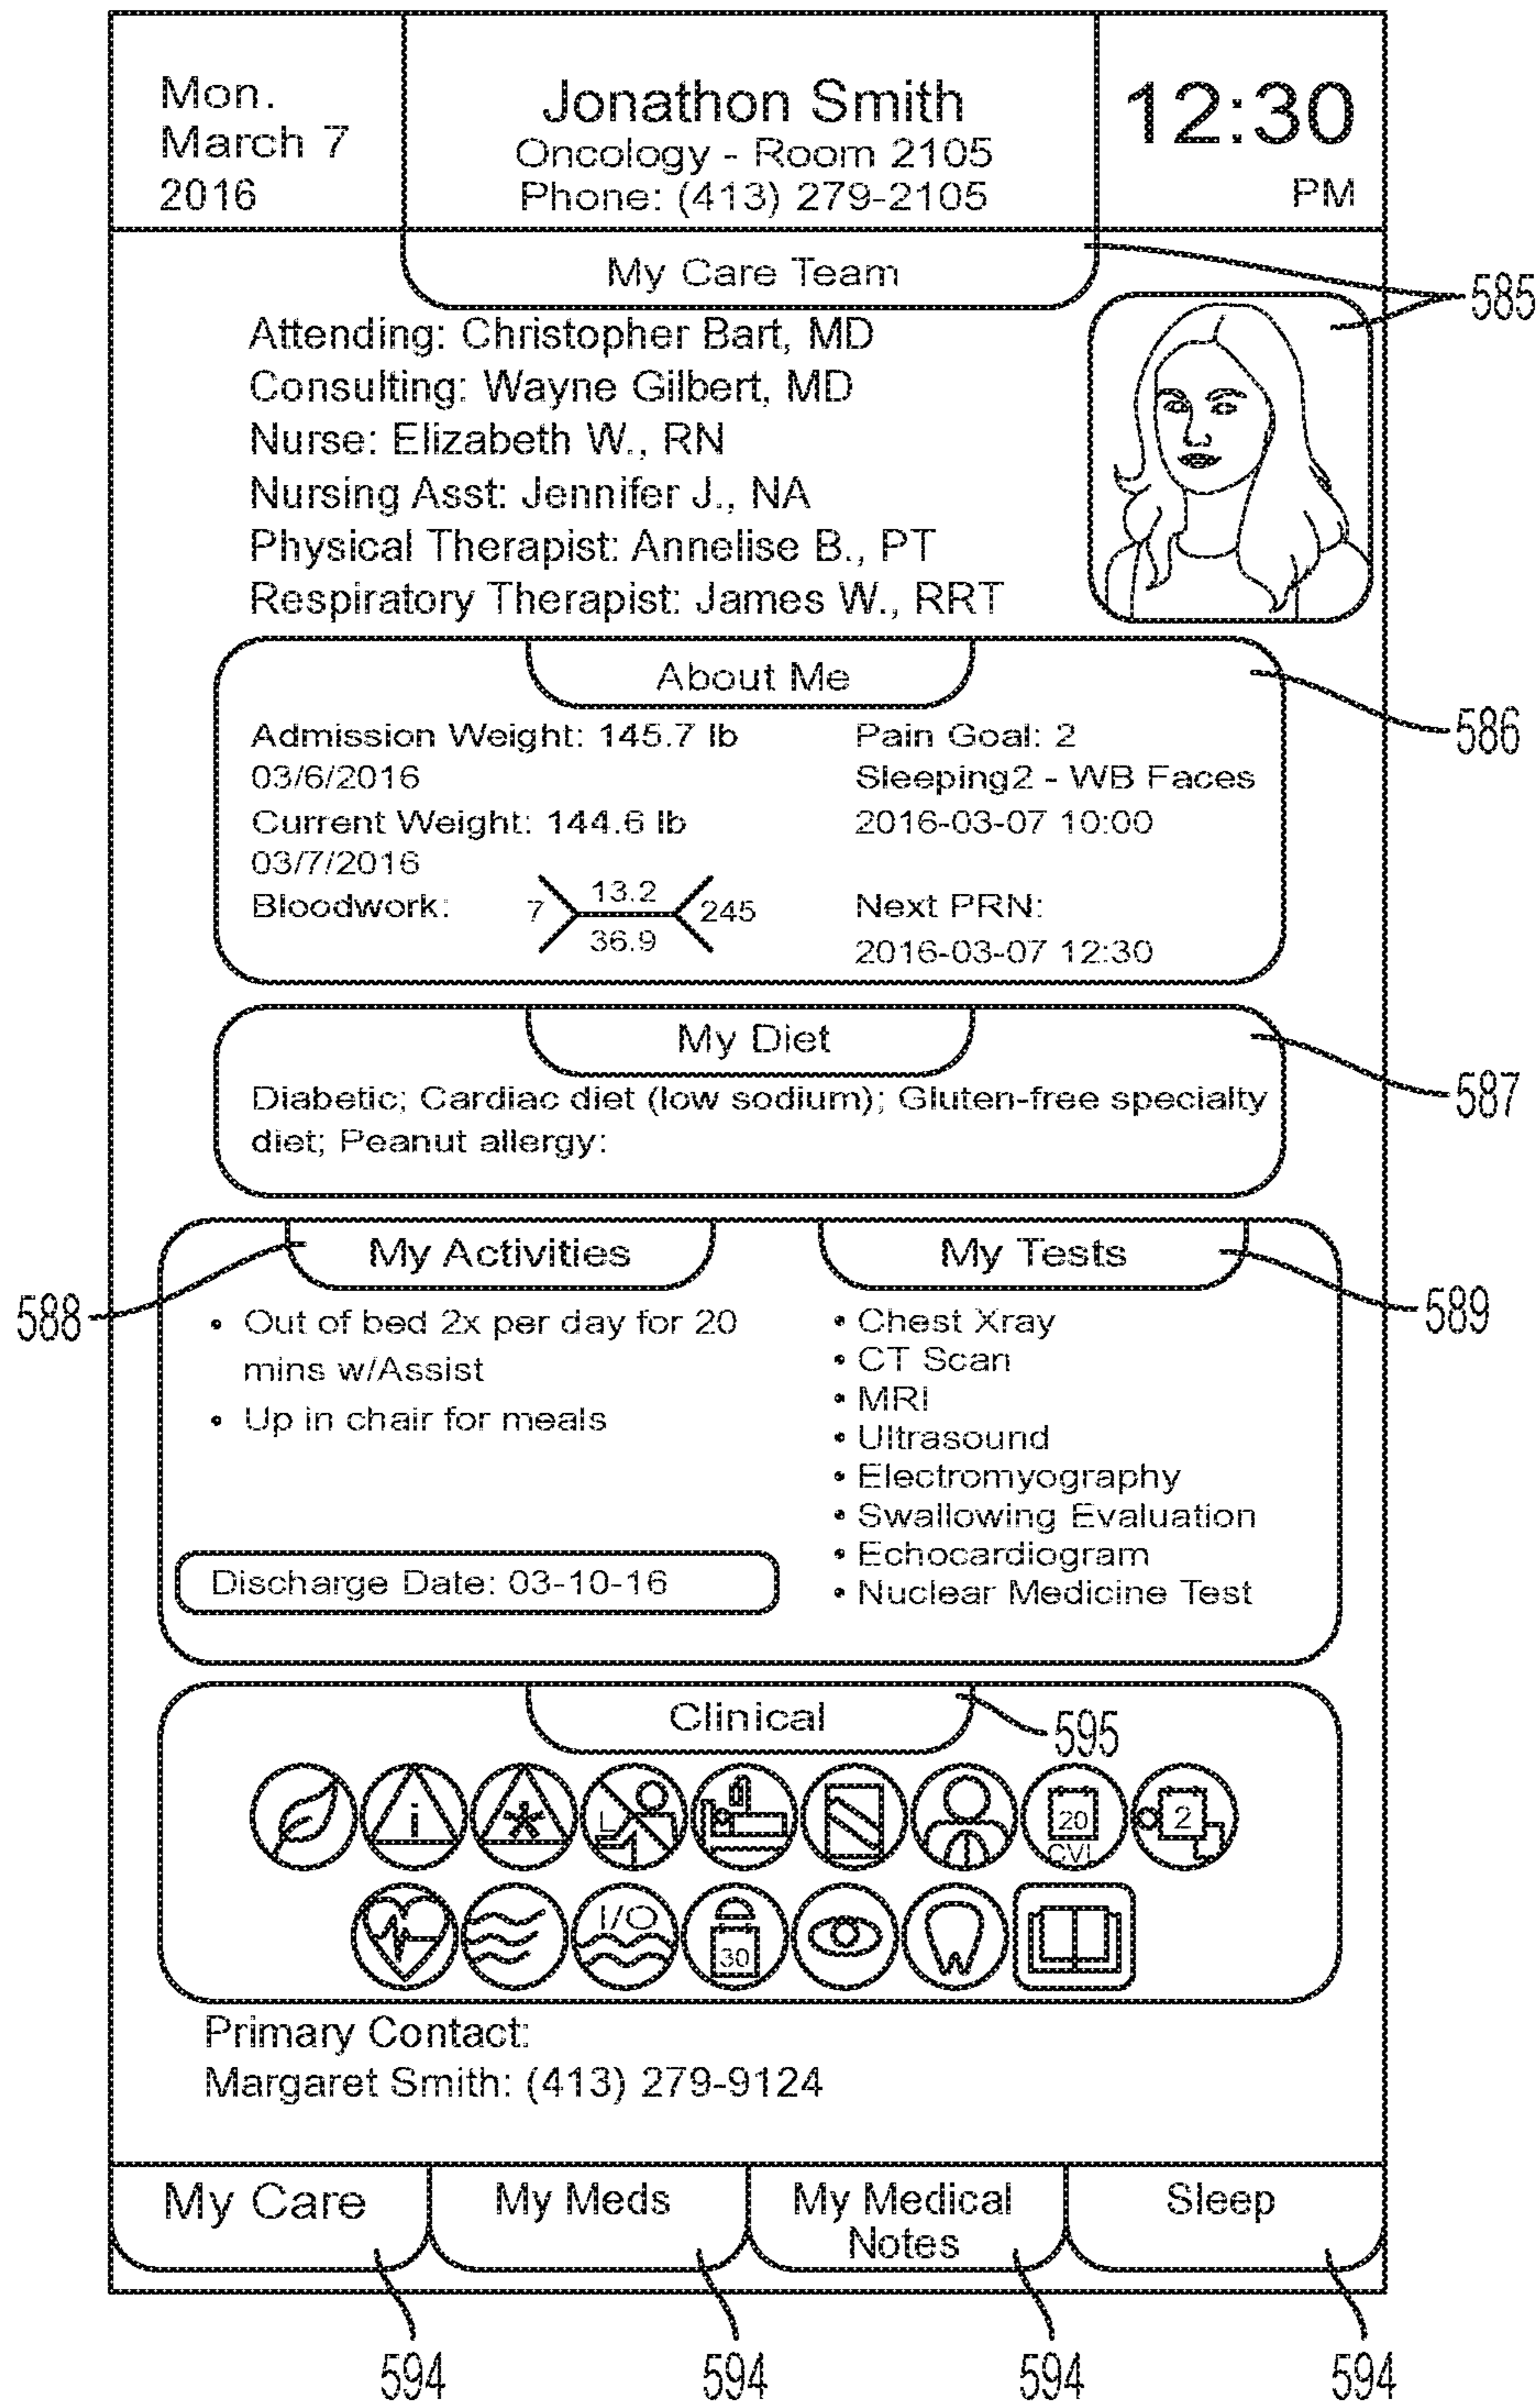 Mon.
March 7
2016
Jonathon Smith
Oncology - Room 2105
Phone: (413) 279-2105
12:30
PM
My Care Team
585
Attending: Christopher Bart, MD
Consulting: Wayne Gilbert, MD
Nurse: Elizabeth W., RN
Nursing Asst: Jennifer J., NA
Physical Therapist: Annelise B., PT
Respiratory Therapist: James W., RRT
About Me
586
Admission Weight: 145.7 lb
03/6/2016
Current Weight: 144.6 lb
03/7/2016
Bloodwork:
7
13.2
36.9
245
Pain Goal: 2
Sleeping2 - WB Faces
2016-03-07 10:00
Next PRN:
2016-03-07 12:30
My Diet
587
Diabetic; Cardiac diet (low sodium); Gluten-free specialty
diet; Peanut allergy:
588
My Activities
• Out of bed 2x per day for 20
mins w/Assist
• Up in chair for meals
Discharge Date: 03-10-16
My Tests
589
• Chest Xray
• CT Scan
• MRI
• Ultrasound
• Electromyography
• Swallowing Evaluation
• Echocardiogram
• Nuclear Medicine Test
Clinical
595
i
*
L
20
CVL
2
I/O
30
Primary Contact:
Margaret Smith: (413) 279-9124
My Care
My Meds
My Medical
Notes
Sleep
594
594
594
594